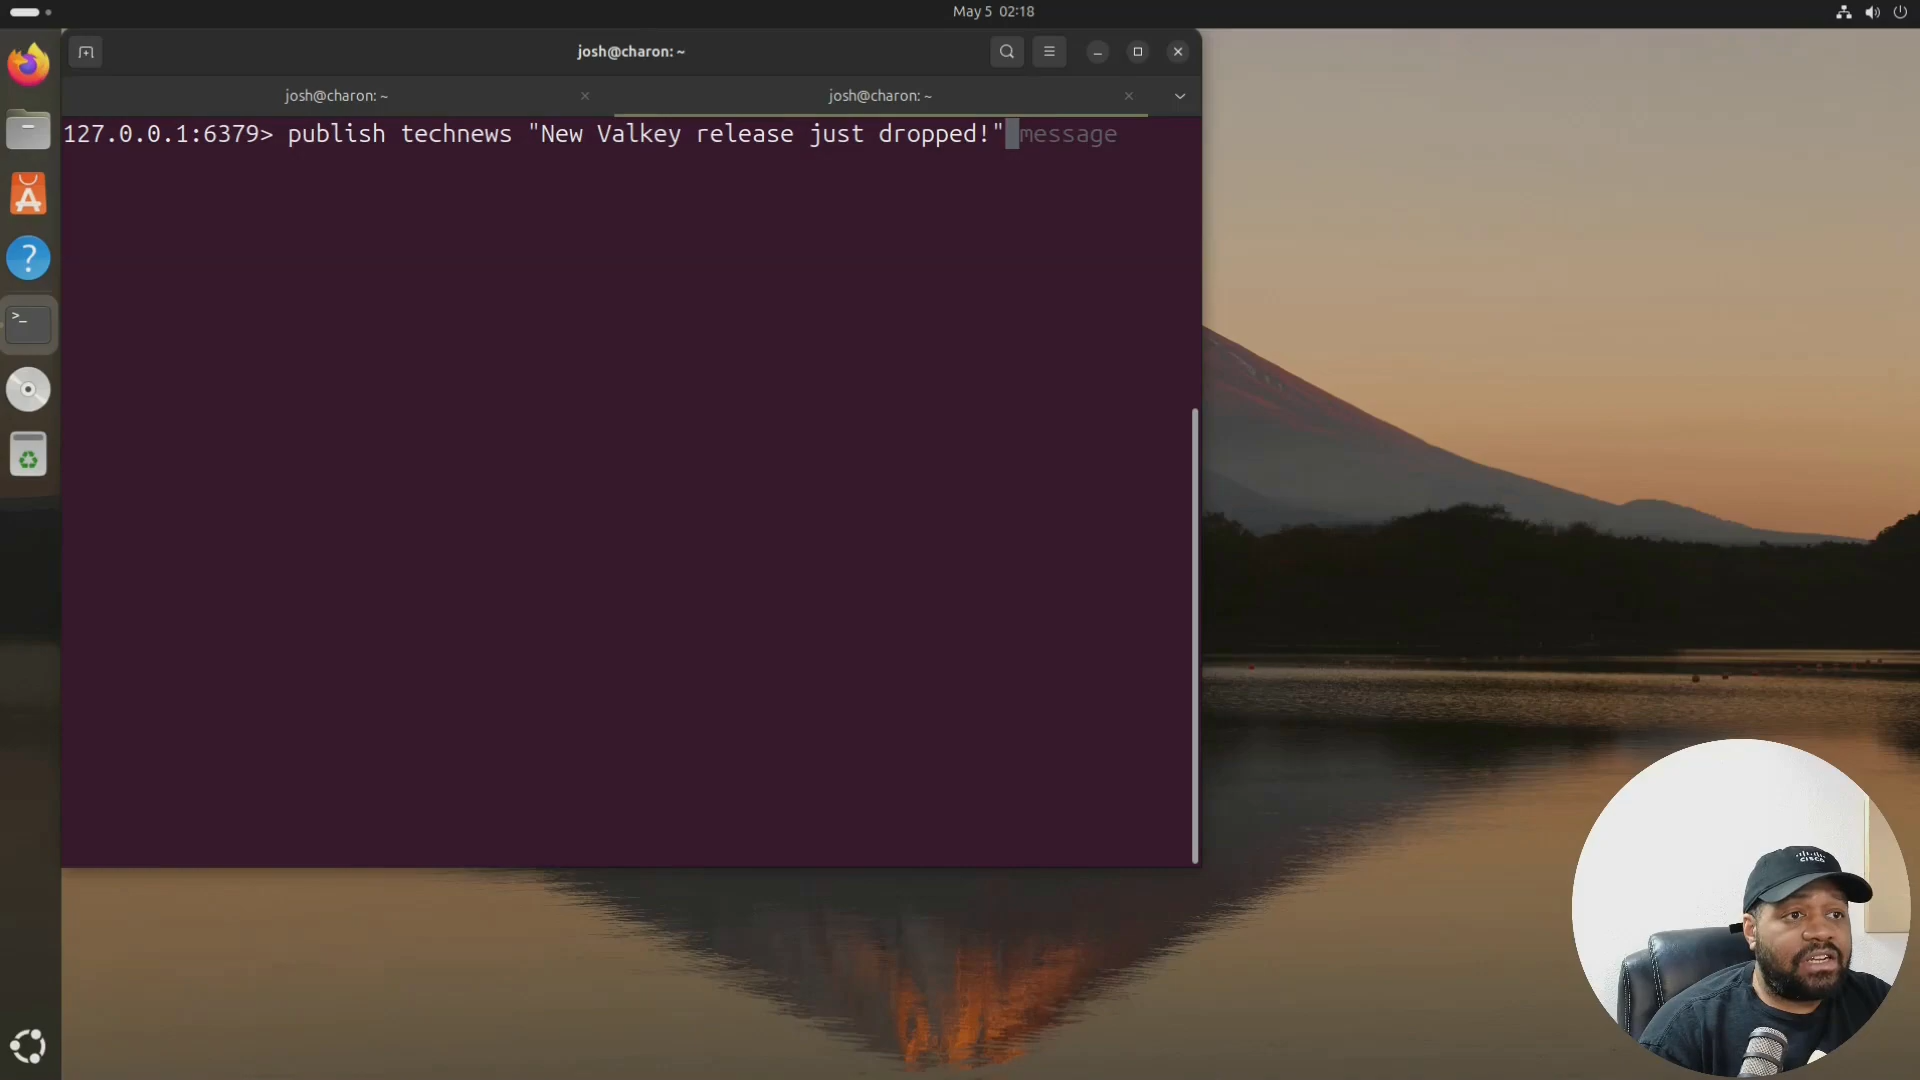 May 5 02:18
josh@charon: ~
josh@charon: ~
josh@charon: ~
127.0.0.1:6379> publish technews "New Valkey release just dropped!" message
CISCO